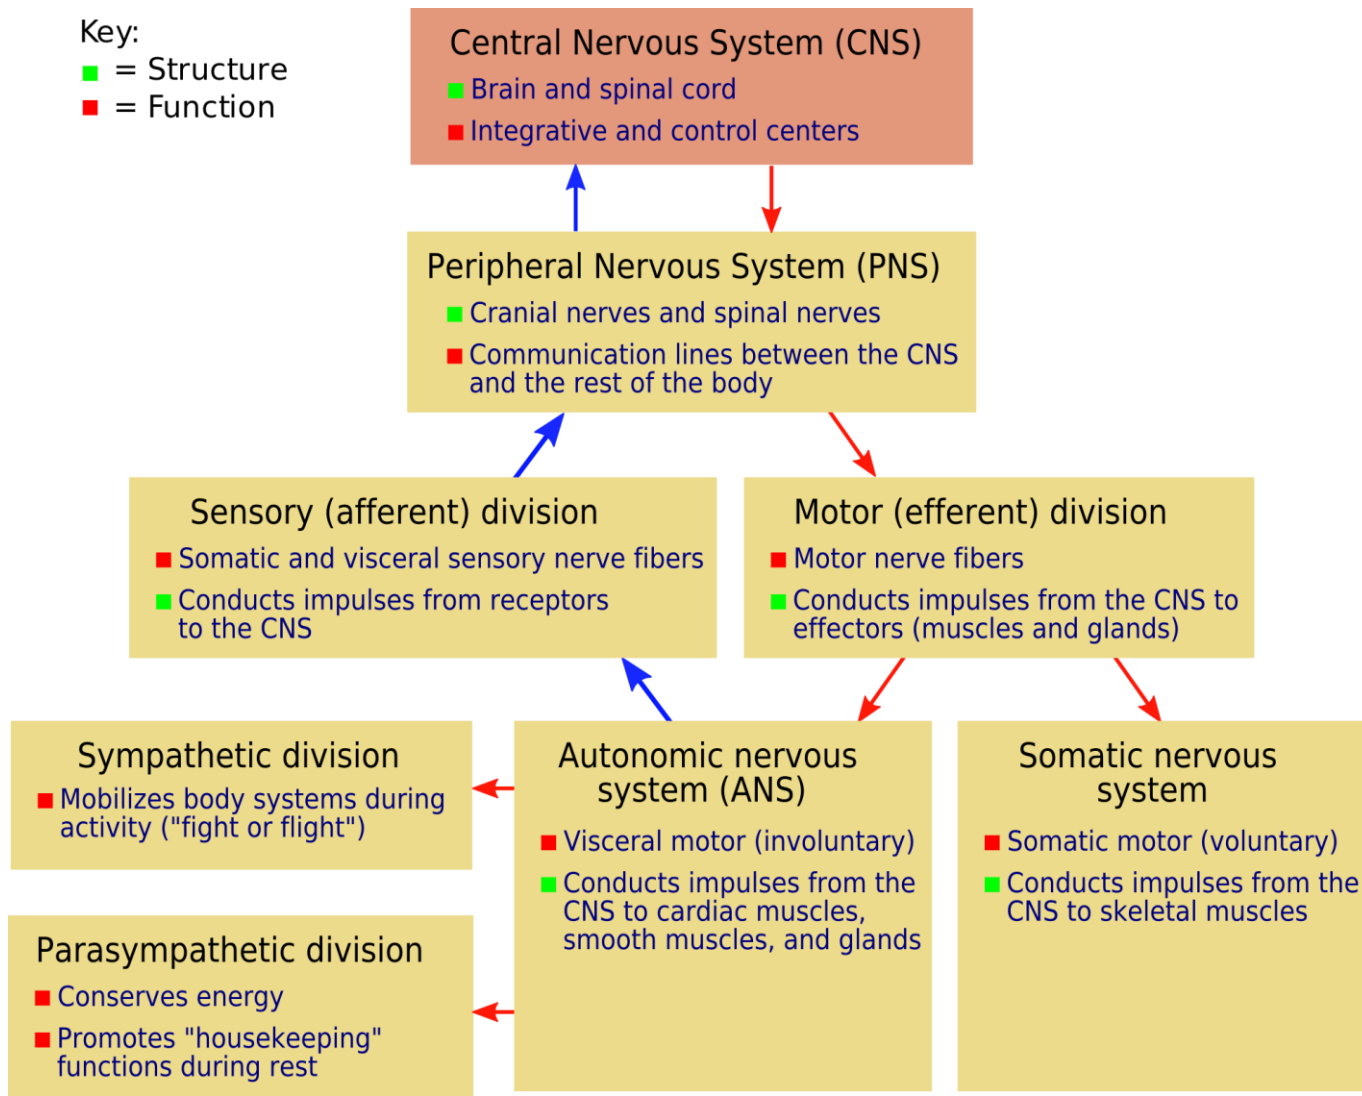 Key:
= Structure
= Function
Central Nervous System (CNS)
Brain and spinal cord
Integrative and control centers
Peripheral Nervous System (PNS)
Cranial nerves and spinal nerves
Communication lines between the CNS
and the rest of the body
Sensory (afferent) division
Somatic and visceral sensory nerve fibers
Conducts impulses from receptors
to the CNS
Motor (efferent) division
Motor nerve fibers
Conducts impulses from the CNS to
effectors (muscles and glands)
Sympathetic division
Mobilizes body systems during
activity ("fight or flight")
Parasympathetic division
Conserves energy
Promotes "housekeeping"
functions during rest
Autonomic nervous
system (ANS)
Visceral motor (involuntary)
Conducts impulses from the
CNS to cardiac muscles,
smooth muscles, and glands
Somatic nervous
system
Somatic motor (voluntary)
Conducts impulses from the
CNS to skeletal muscles